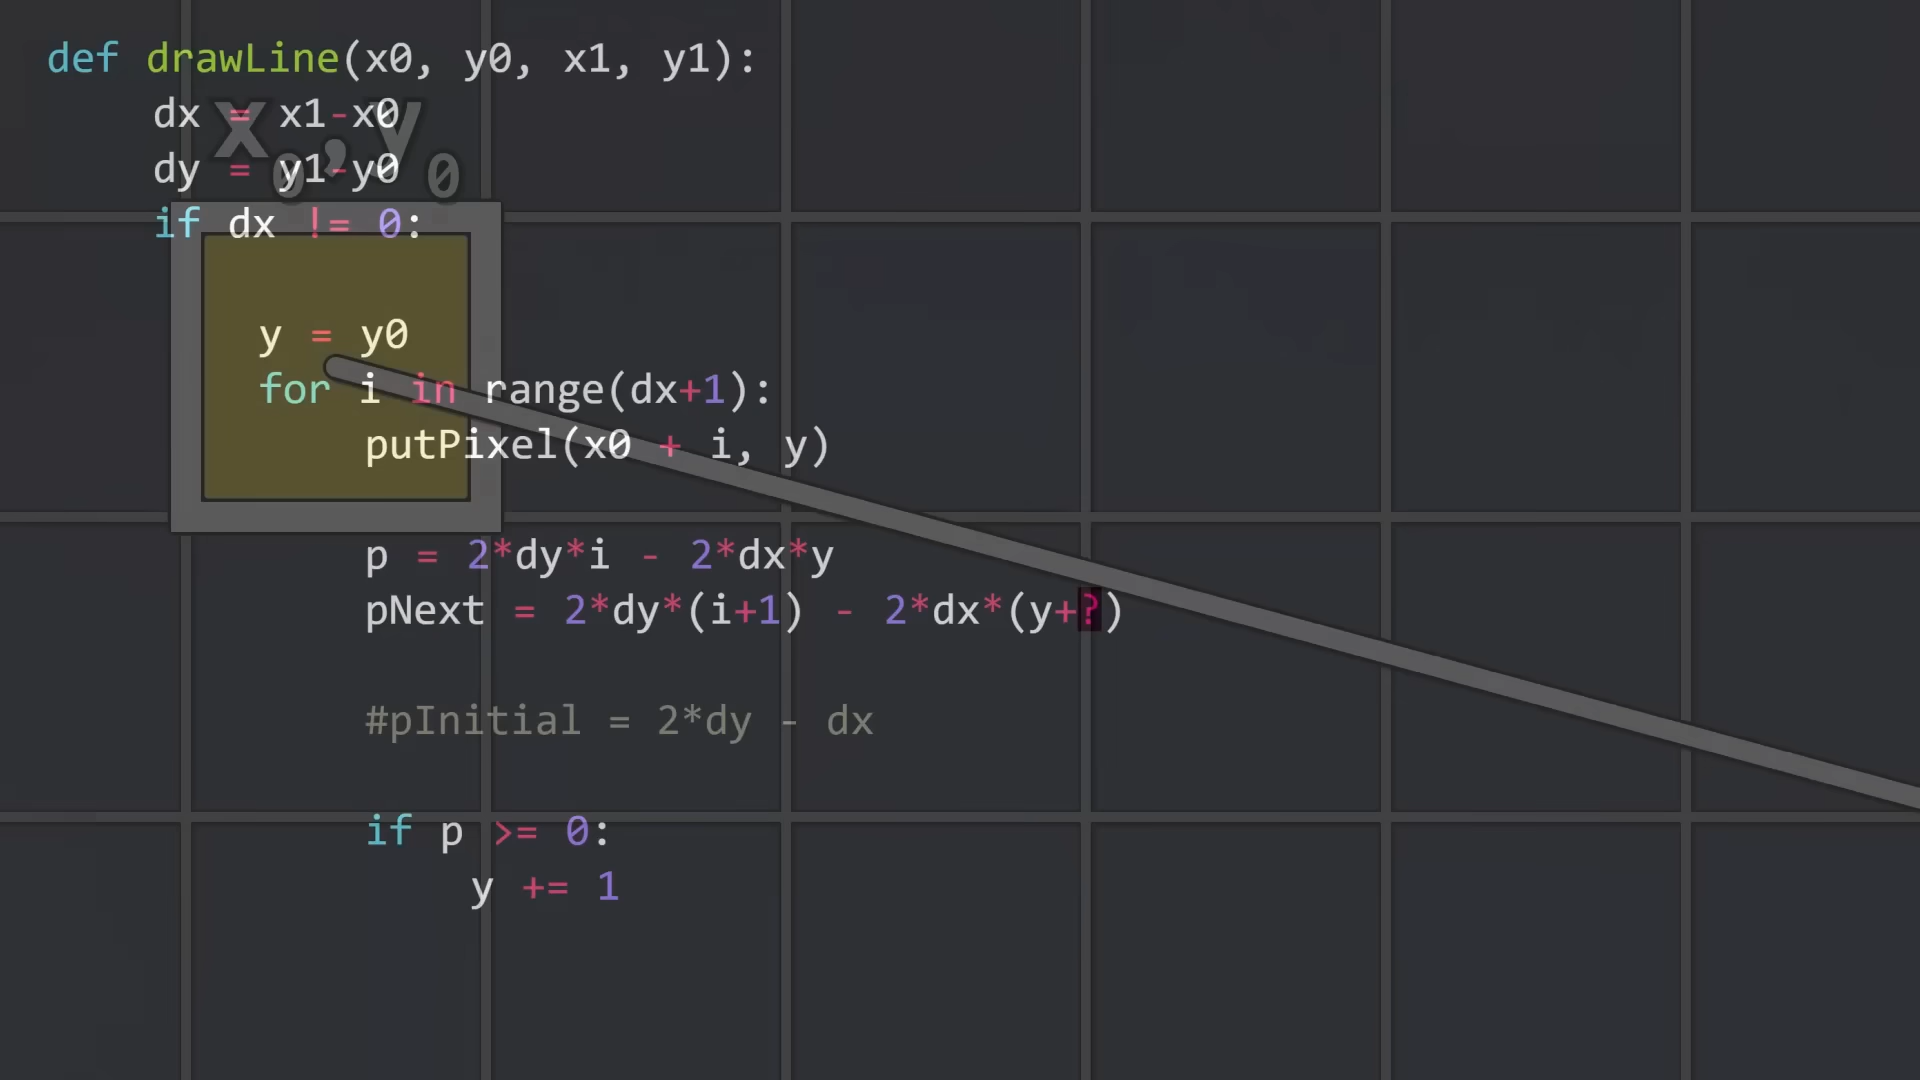 def drawLine(x0, y0, x1, y1):
    dx = x1-x0
    dy = y1-y0
x0,y0
    if dx != 0:
        y = y0
        for i in range(dx+1):
            putPixel(x0 + i, y)
            p = 2*dy*i - 2*dx*y
            pNext = 2*dy*(i+1) - 2*dx*(y+?)
            #pInitial = 2*dy - dx
            if p >= 0:
                y += 1